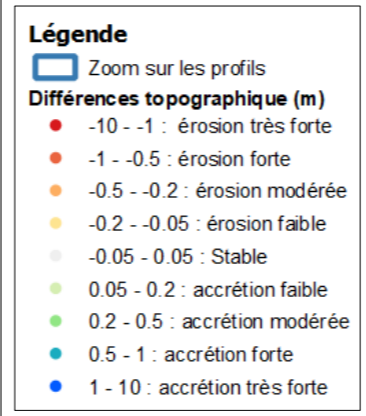 Légende
Zoom sur les profils
Différences topographique (m)
-10 - -1 : érosion très forte
-1 - -0.5 : érosion forte
-0.5 - -0.2 : érosion modérée
-0.2 - -0.05 : érosion faible
-0.05 - 0.05 : Stable
0.05 - 0.2 : accrétion faible
0.2 - 0.5 : accrétion modérée
0.5 - 1 : accrétion forte
1 - 10 : accrétion très forte